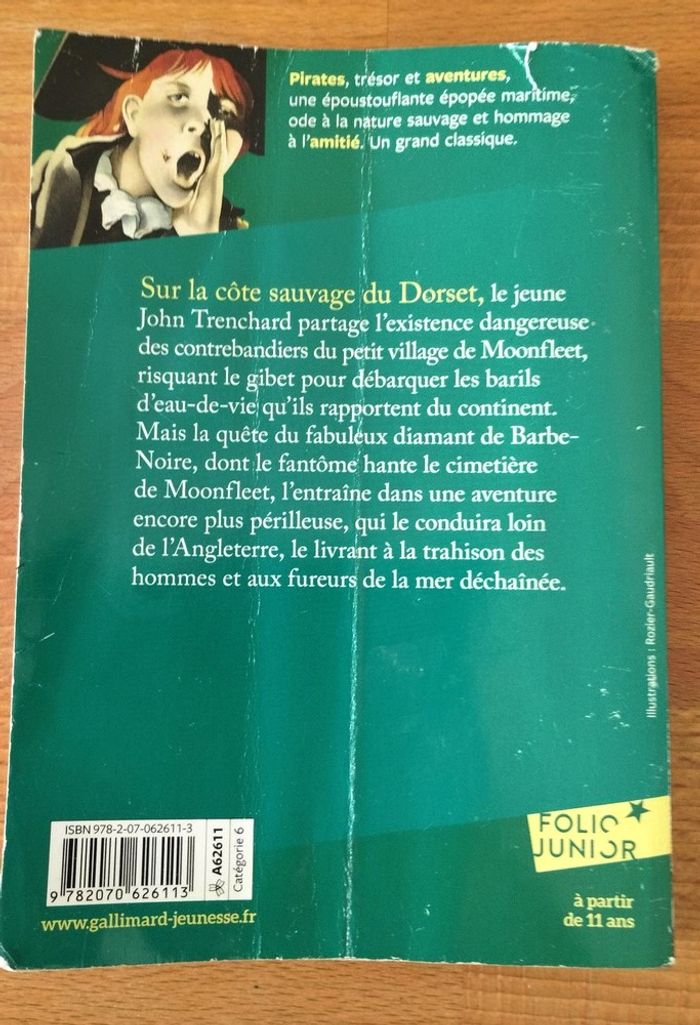 Pirates, trésor et aventures,
une époustouflante épopée maritime,
ode à la nature sauvage et hommage
à l'amitié. Un grand classique.
Sur la côte sauvage du Dorset, le jeune
John Trenchard partage l'existence dangereuse
des contrebandiers du petit village de Moonfleet,
risquant le gibet pour débarquer les barils
d'eau-de-vie qu'ils rapportent du continent.
Mais la quête du fabuleux diamant de Barbe-
Noire, dont le fantôme hante le cimetière
de Moonfleet, l'entraîne dans une aventure
encore plus périlleuse, qui le conduira loin
de l'Angleterre, le livrant à la trahison des
hommes et aux fureurs de la mer déchaînée.
Illustrations : Rozier-Gaudriault
ISBN 978-2-07-062611-3
9 782070 626113
A62611
Catégorie 6
www.gallimard-jeunesse.fr
FOLIO
JUNIOR
à partir
de 11 ans